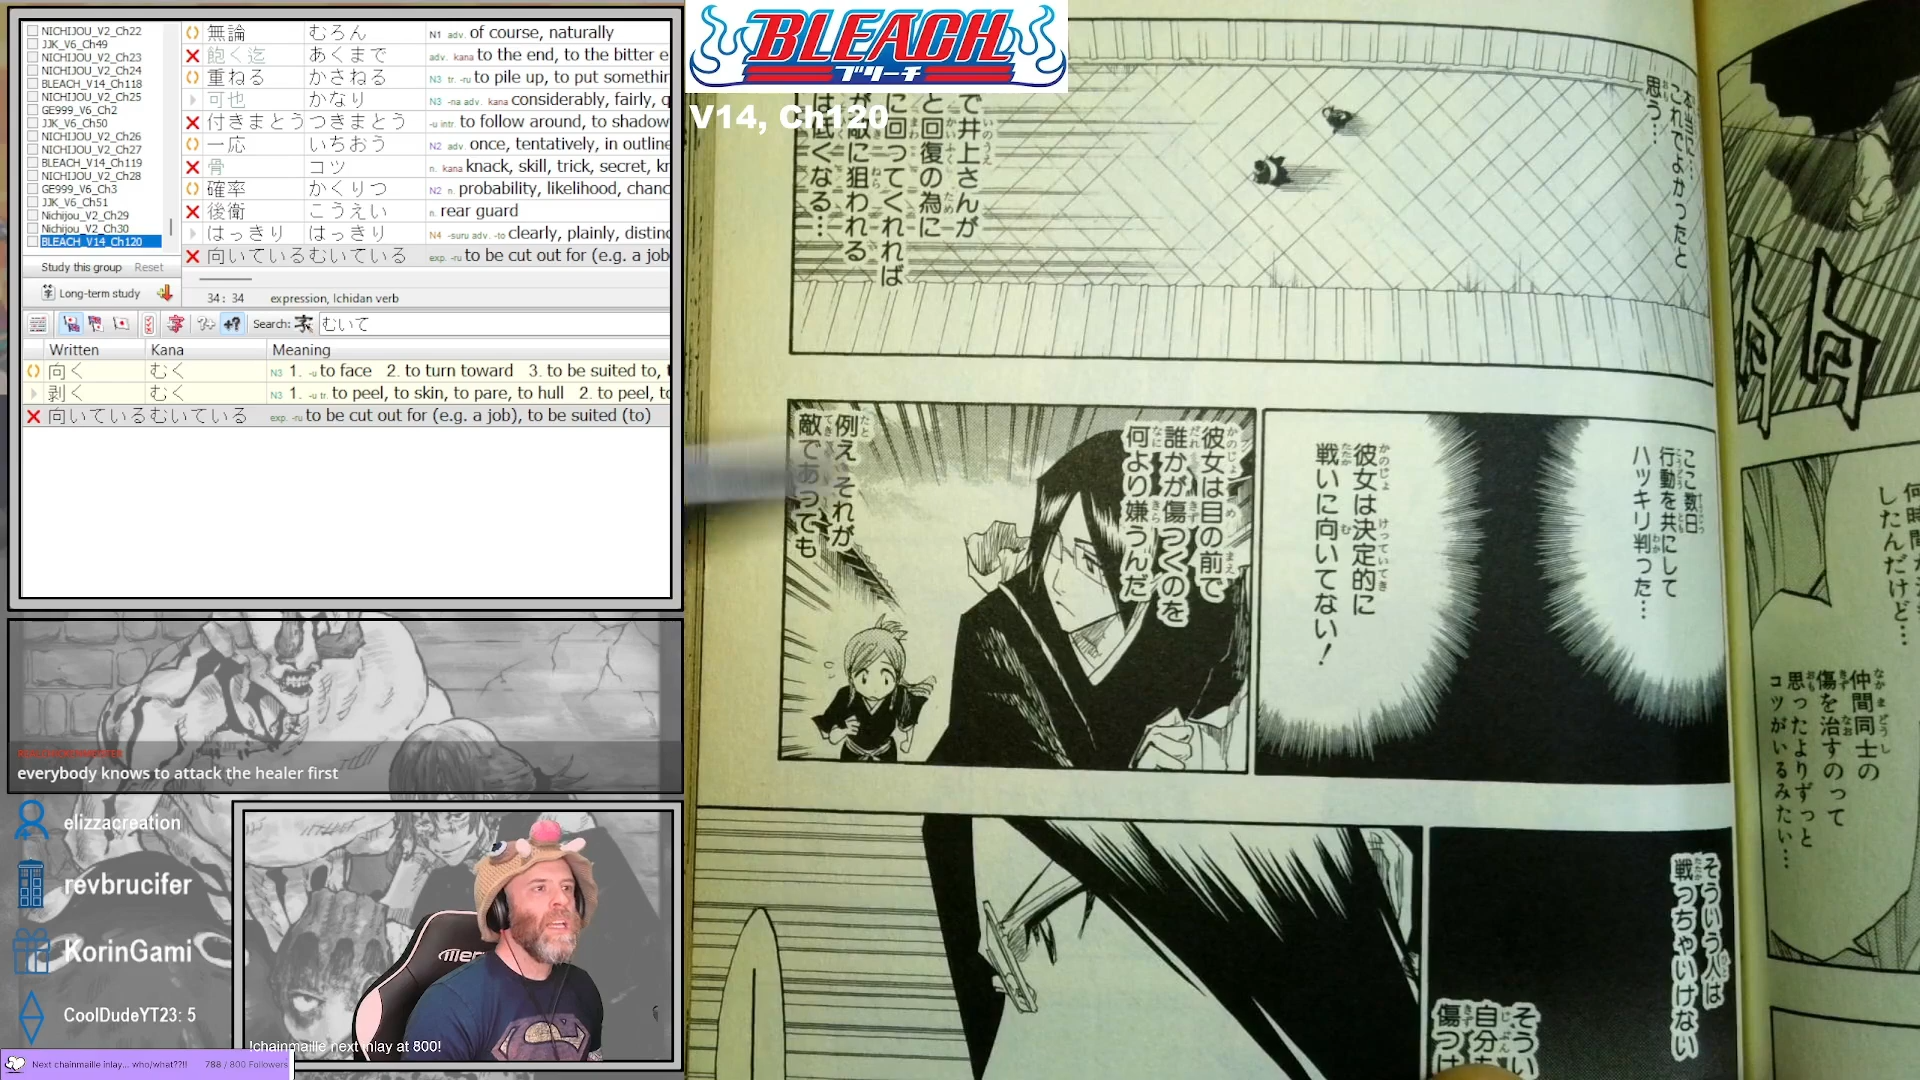 NICHIJOU_V2_Ch22
JJK_V6_Ch49
NICHIJOU_V2_Ch23
NICHIJOU_V2_Ch24
BLEACH_V14_Ch118
NICHIJOU_V2_Ch25
GE999_V6_Ch2
JJK_V6_Ch50
NICHIJOU_V2_Ch26
NICHIJOU_V2_Ch27
BLEACH_V14_Ch119
NICHIJOU_V2_Ch28
GE999_V6_Ch3
JJK_V6_Ch51
Nichijou_V2_Ch29
Nichijou_V2_Ch30
BLEACH_V14_Ch120
Study this group Reset
Long-term study
無論 むろん N1 adv. of course, naturally
飽く迄 あくまで adv. kana to the end, to the bitter e
重ねる かさねる N3 tr. -ru to pile up, to put somethin
可也 かなり N3 -na adv. kana considerably, fairly, q
付きまとう つきまとう -u intr. to follow around, to shadow
一応 いちおう N2 adv. once, tentatively, in outline
骨 コツ n. kana knack, skill, trick, secret, kn
確率 かくりつ N2 n. probability, likelihood, chanc
後衛 こうえい n. rear guard
はっきり はっきり N4 -suru adv. -to clearly, plainly, distinc
向いている むいている exp. -ru to be cut out for (e.g. a job
34: 34 expression, Ichidan verb
Search: むいて
Written Kana Meaning
向く むく N3 1. -u to face 2. to turn toward 3. to be suited to,
剥く むく N3 1. -u tr. to peel, to skin, to pare, to hull 2. to peel, to
向いている むいている exp. -ru to be cut out for (e.g. a job), to be suited (to)
BLEACH
ブリーチ
V14, Ch120
本当に…
これでよかったと
思う…
で井上さんが
と回復の為に
に回ってくれれば
が敵に狙われる
は低くなる…
ここ数日
行動を共にして
ハッキリ判った…
彼女は決定的に
戦いに向いてない！
彼女は目の前で
誰かが傷つくのを
何より嫌うんだ
例えそれが
敵であっても
そういう人は
戦っちゃいけない
そうい
自分
傷つけ
何時間か
したんだけど…
仲間同士の
傷を治すのって
思ったよりずっと
コツがいるみたい…
everybody knows to attack the healer first
elizzacreation
revbrucifer
KorinGami
CoolDudeYT23: 5
!chainmaille next inlay at 800!
Next chainmaille inlay... who/what??!! 788 / 800 Followers